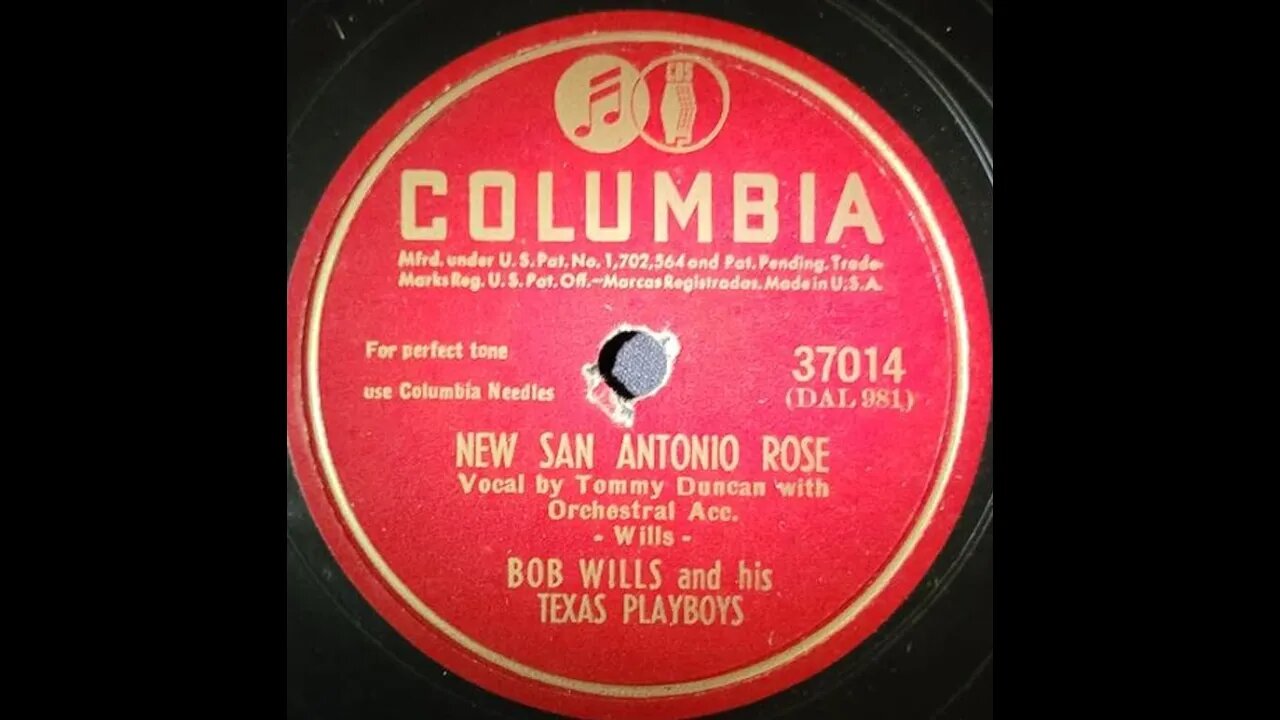 CBS
COLUMBIA
Mfrd. under U.S. Pat. No. 1,702,564 and Pat. Pending. Trade-
Marks Reg. U.S. Pat. Off.—Marcas Registradas. Made in U.S.A.
For perfect tone
37014
use Columbia Needles
(DAL 981)
NEW SAN ANTONIO ROSE
Vocal by Tommy Duncan with
Orchestral Acc.
- Wills -
BOB WILLS and his
TEXAS PLAYBOYS